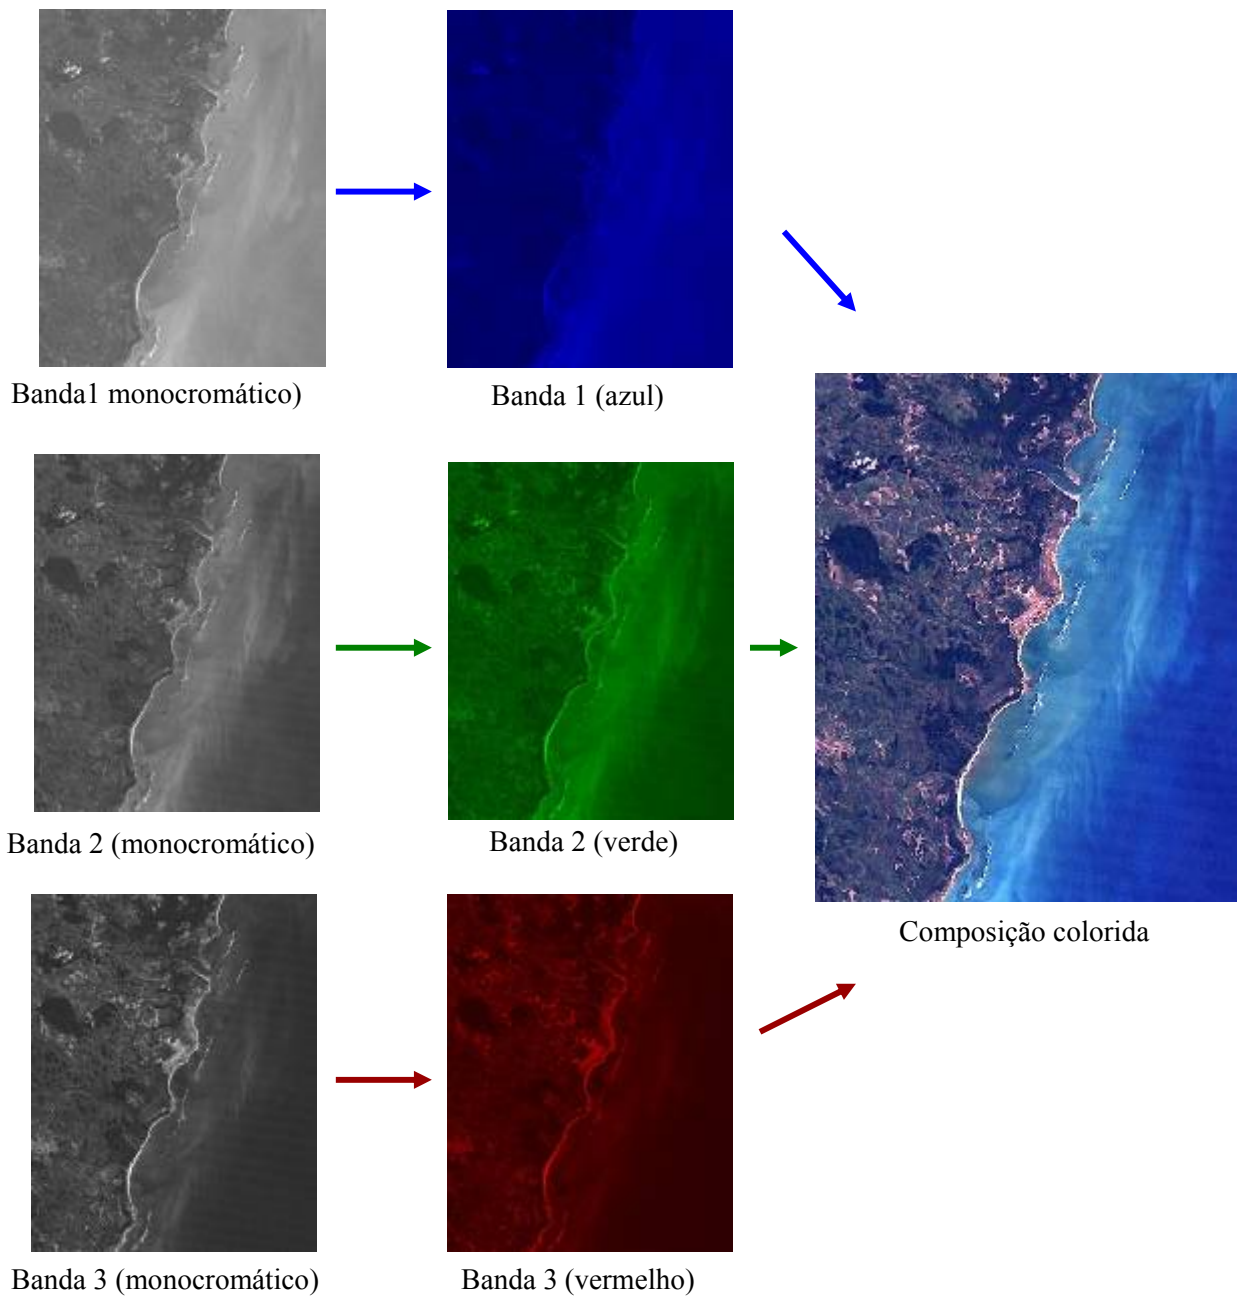 Banda1 monocromático)
Banda 1 (azul)
Banda 2 (monocromático)
Banda 2 (verde)
Composição colorida
Banda 3 (monocromático)
Banda 3 (vermelho)